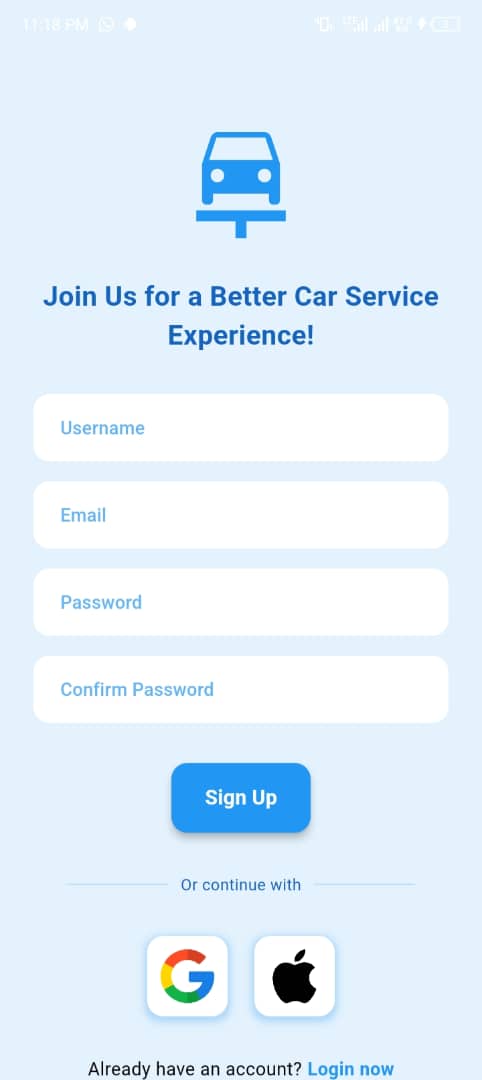 11:18 PM
Join Us for a Better Car Service
Experience!
Username
Email
Password
Confirm Password
Sign Up
Or continue with
Already have an account? Login now